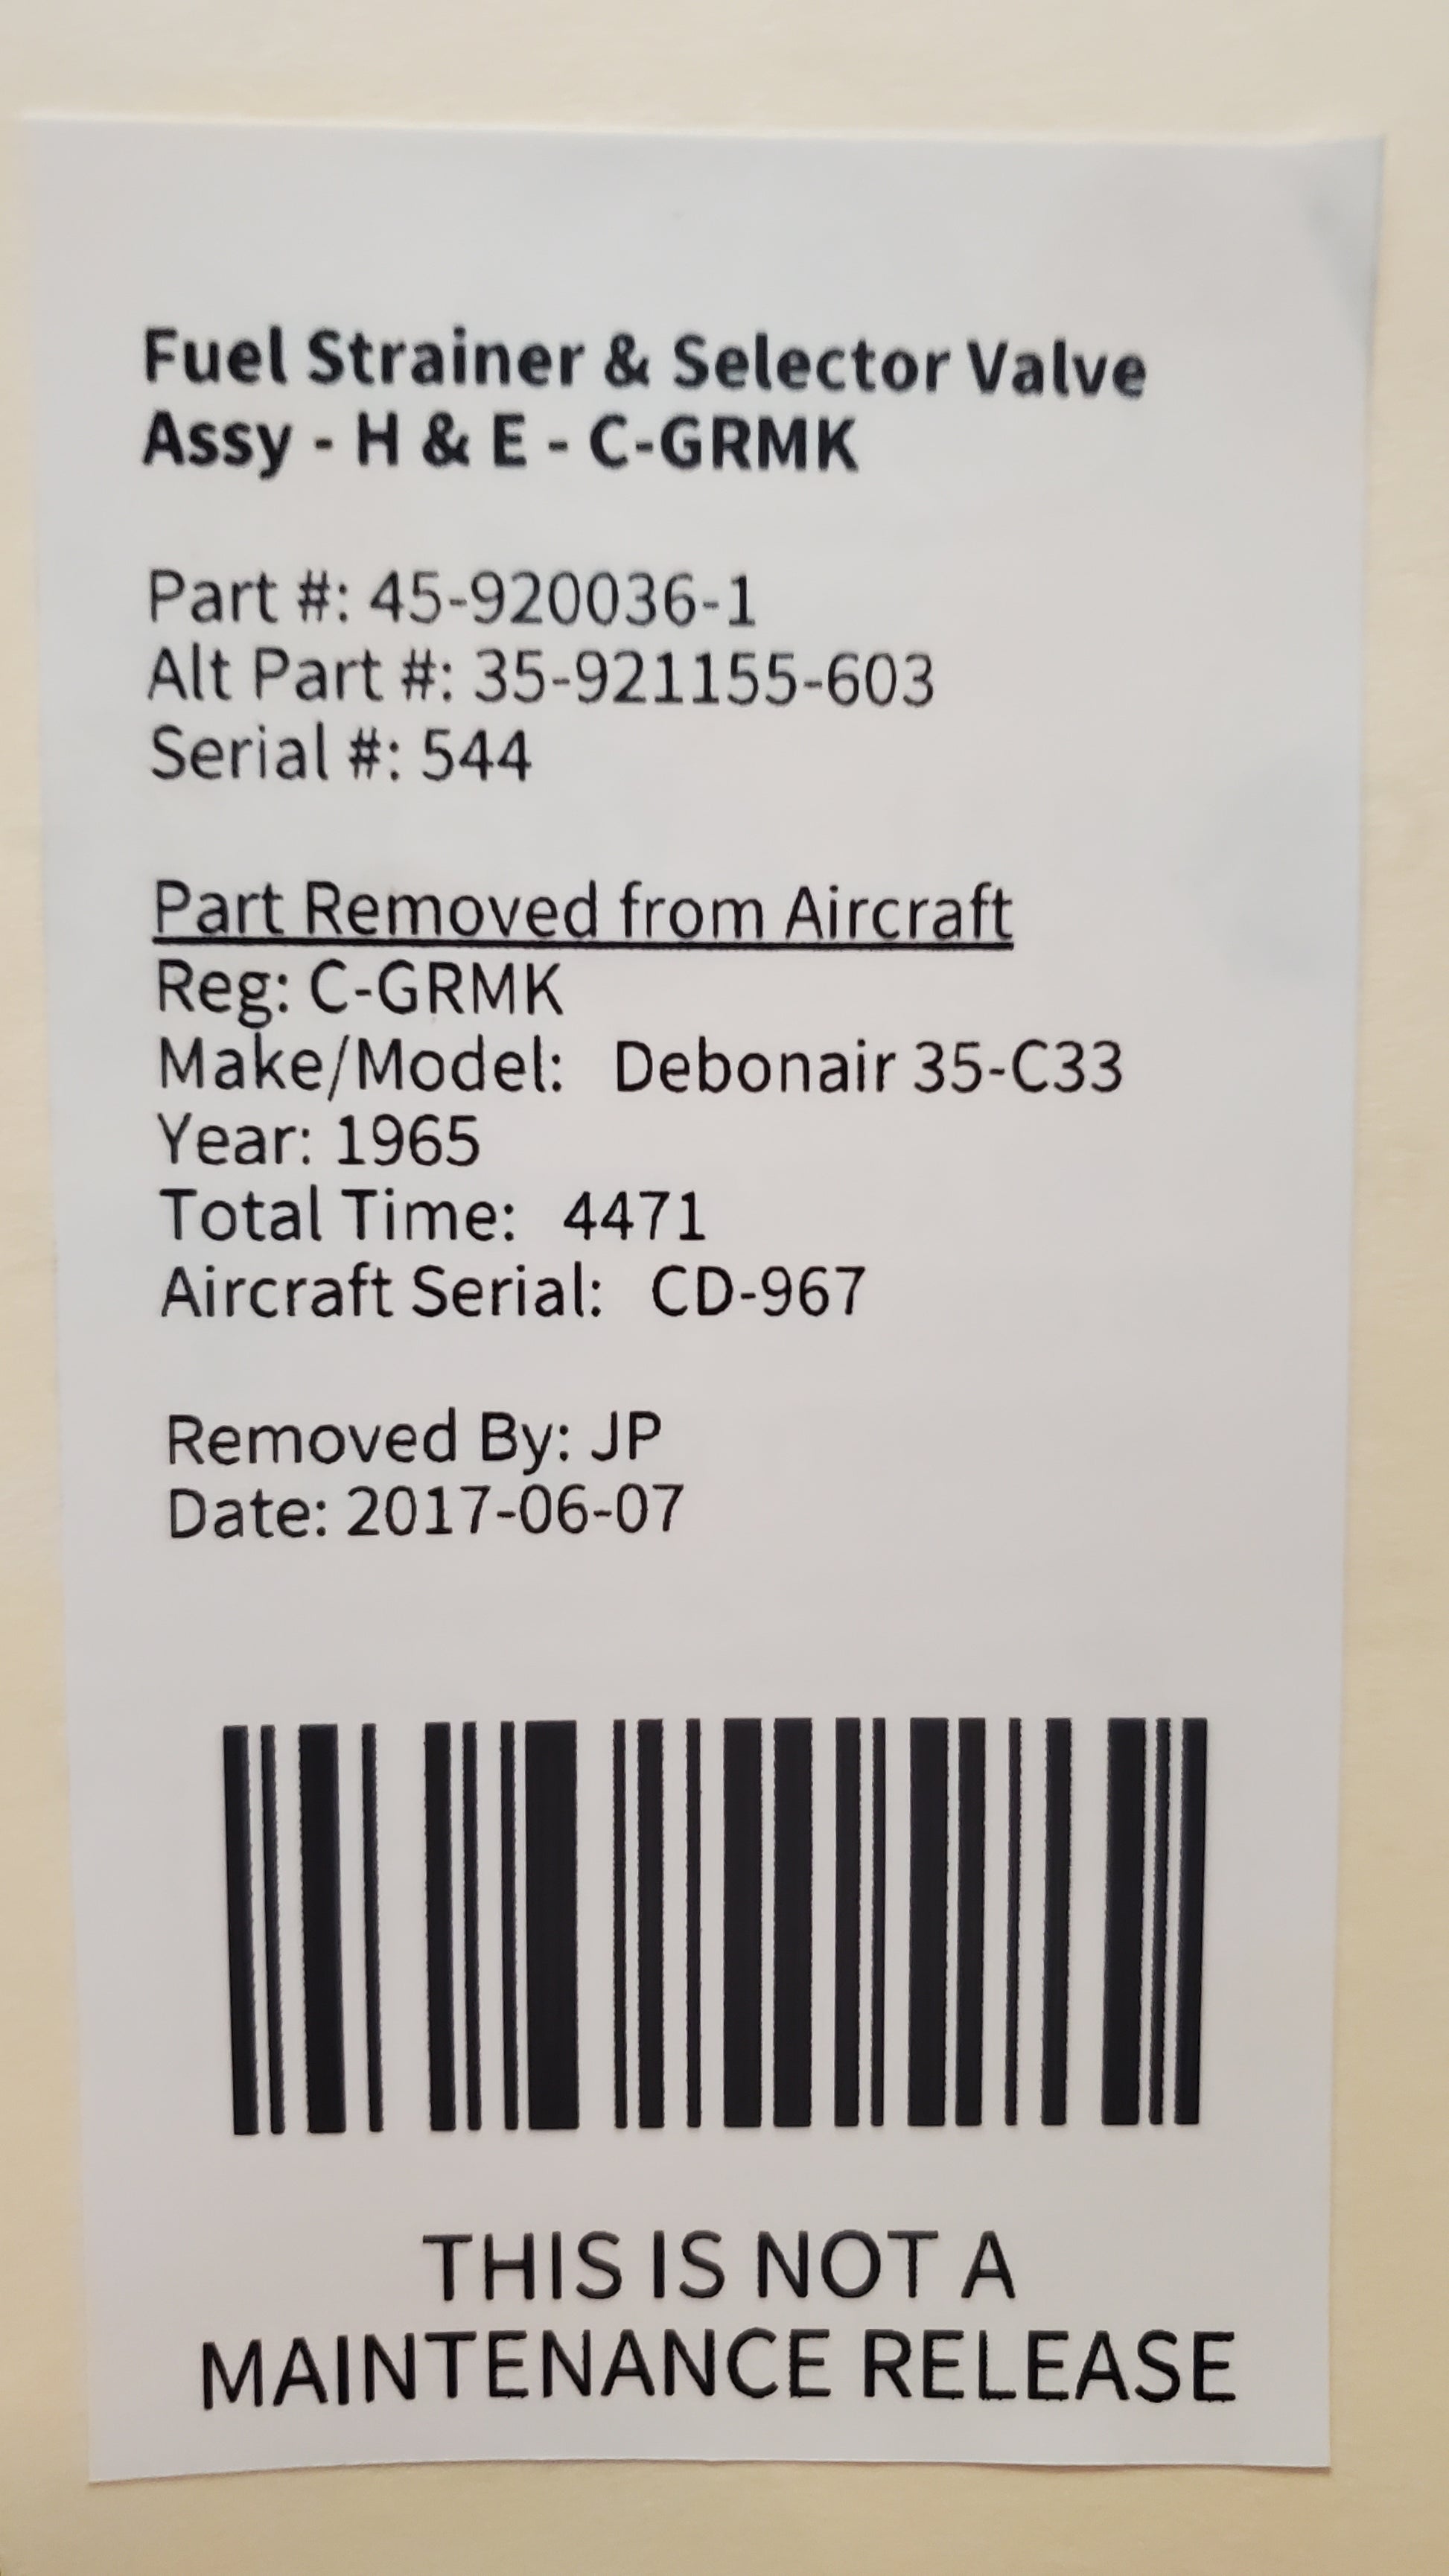 Fuel Strainer & Selector Valve
Assy - H & E - C-GRMK
Part #: 45-920036-1
Alt Part #: 35-921155-603
Serial #: 544
Part Removed from Aircraft
Reg: C-GRMK
Make/Model: Debonair 35-C33
Year: 1965
Total Time: 4471
Aircraft Serial: CD-967
Removed By: JP
Date: 2017-06-07
THIS IS NOT A
MAINTENANCE RELEASE